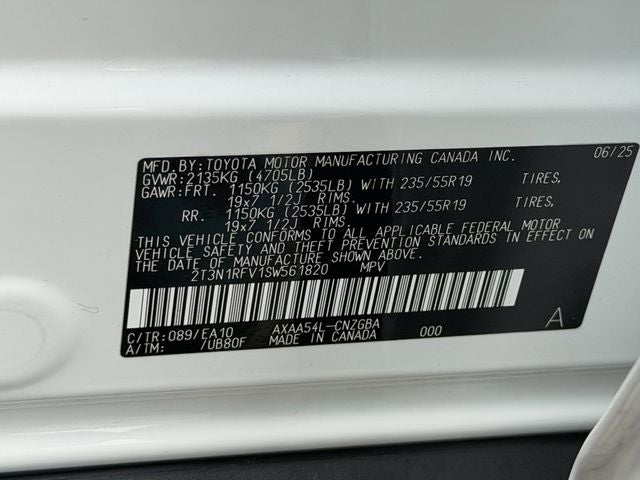 MFD. BY: TOYOTA MOTOR MANUFACTURING CANADA INC. 06/25
GVWR: 2135KG (4705LB)
GAWR: FRT. 1150KG (2535LB) WITH 235/55R19 TIRES,
19x7 1/2J RIMS.
RR. 1150KG (2535LB) WITH 235/55R19 TIRES,
19x7 1/2J RIMS.
THIS VEHICLE CONFORMS TO ALL APPLICABLE FEDERAL MOTOR
VEHICLE SAFETY AND THEFT PREVENTION STANDARDS IN EFFECT ON
THE DATE OF MANUFACTURE SHOWN ABOVE.
2T3N1RFV1SW561820 MPV
C/TR: 089/EA10 AXAA54L-CNZGBA 000 A
A/TM: /UB80F MADE IN CANADA